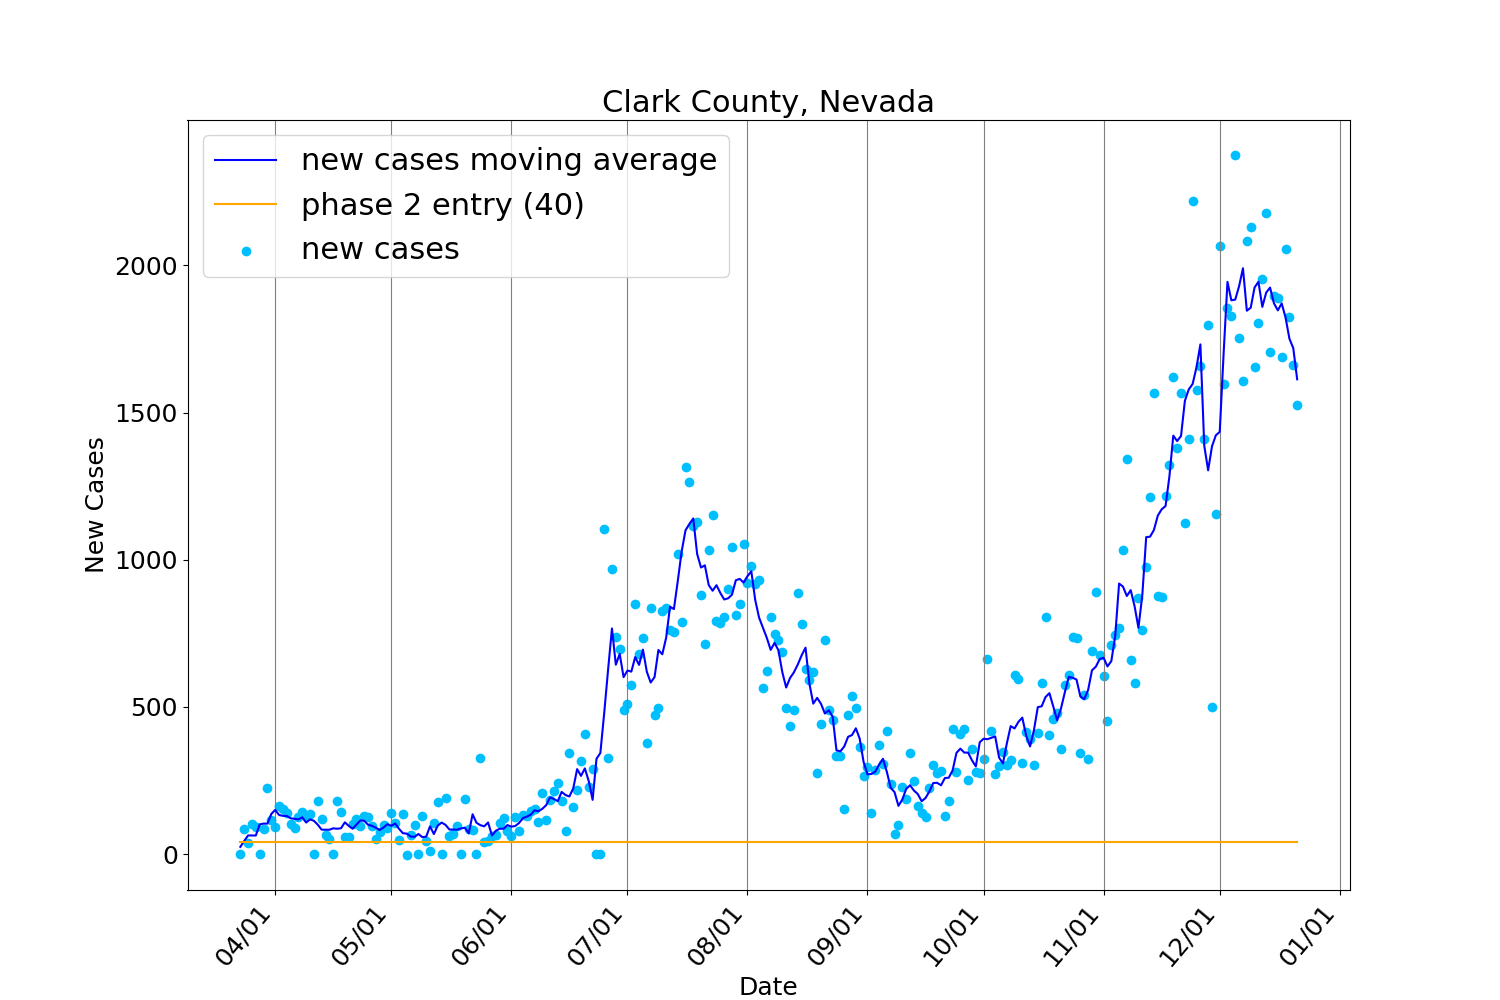 Clark County, Nevada
new cases moving average
phase 2 entry (40)
new cases
New Cases
2000
1500
1000
500
0
04/01
05/01
06/01
07/01
08/01
09/01
10/01
11/01
12/01
01/01
Date